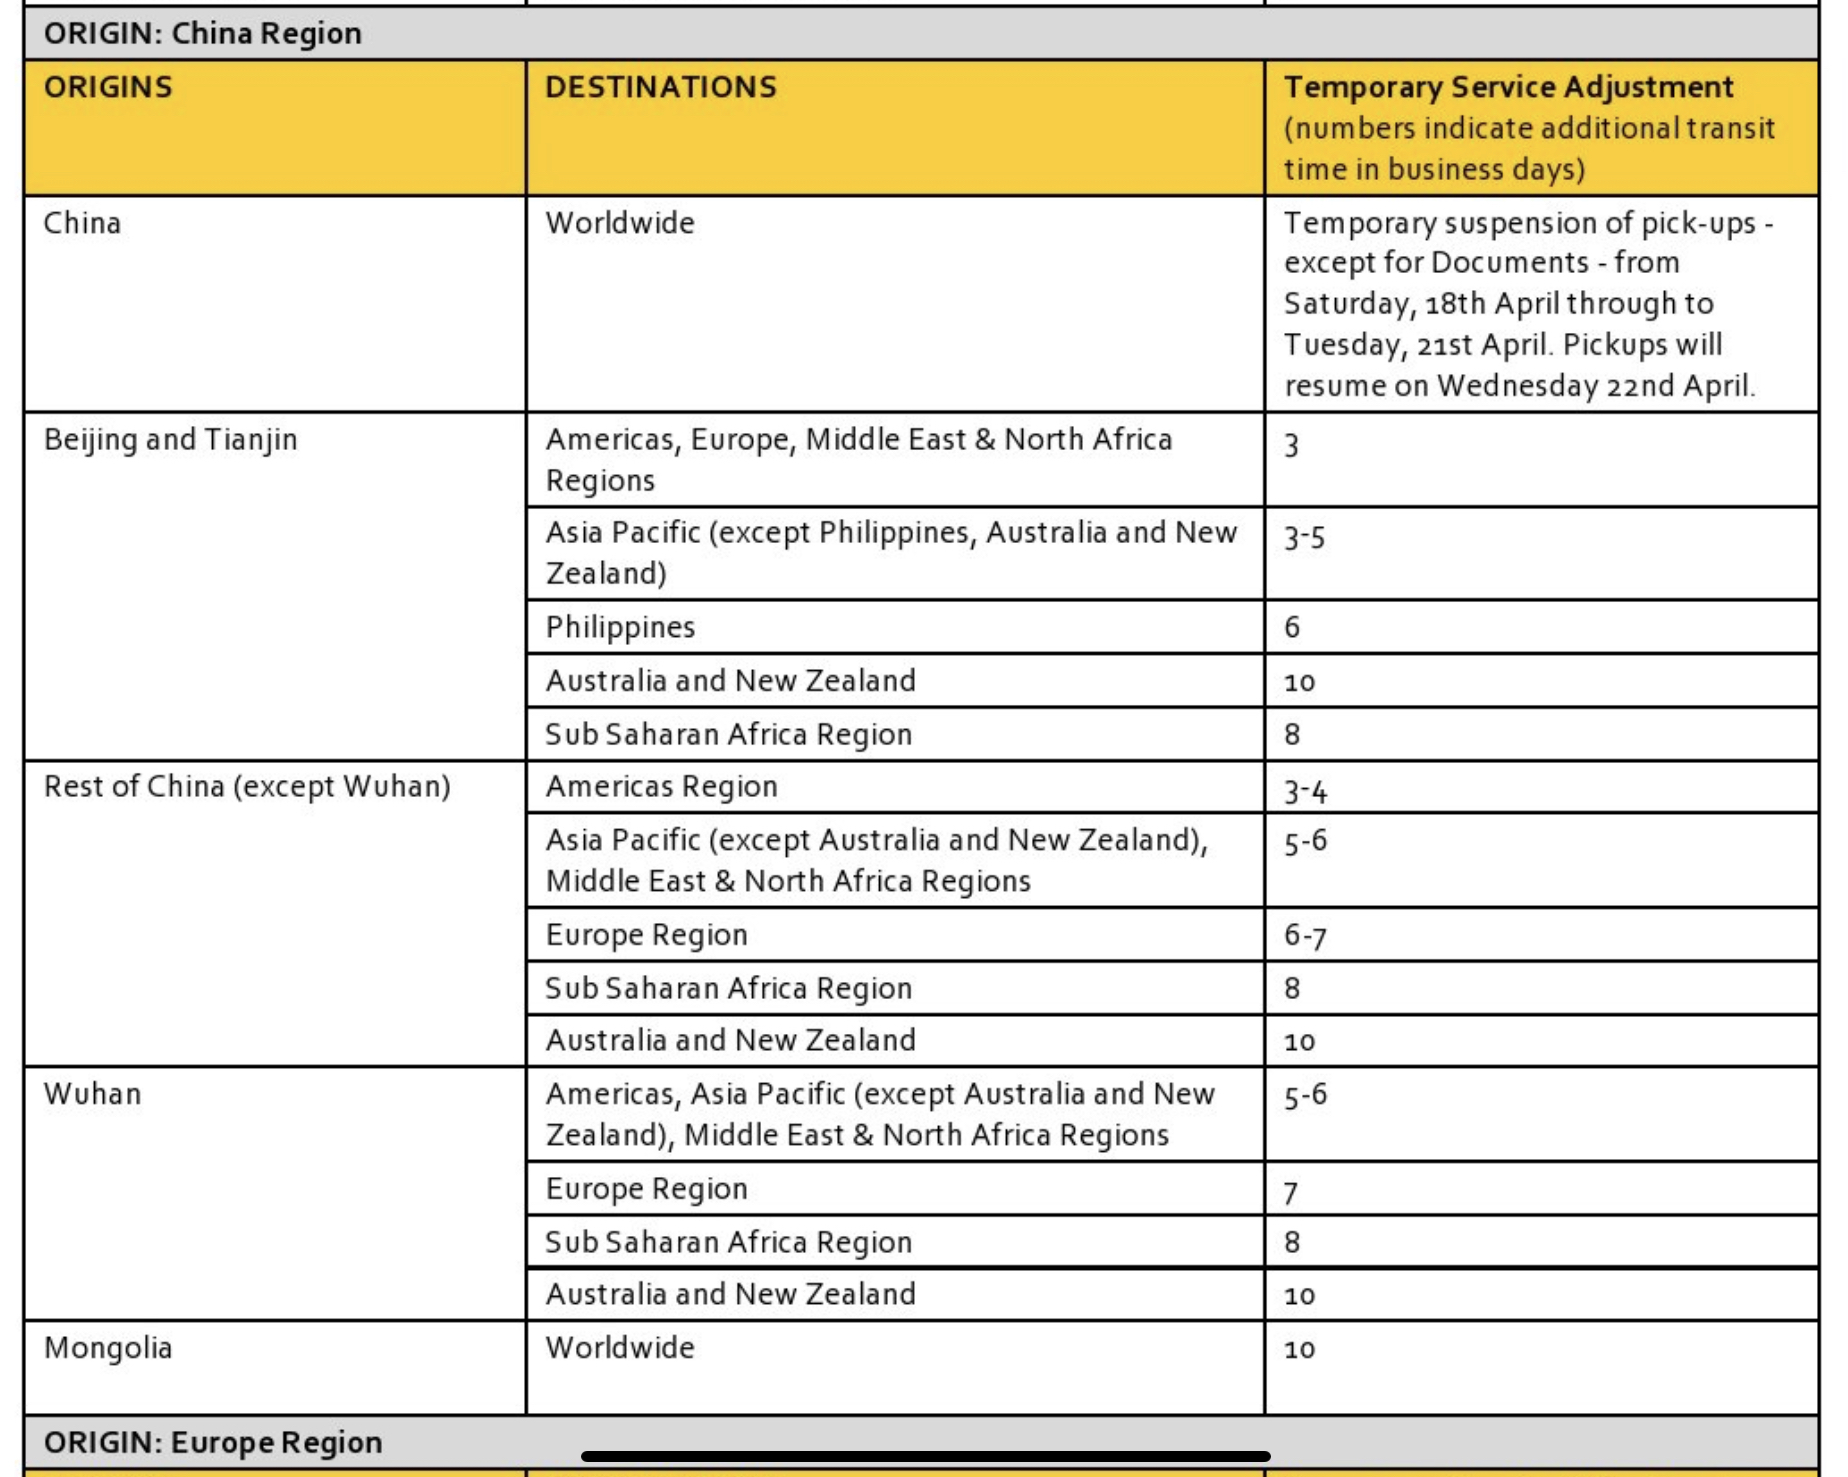 ORIGIN: China Region
ORIGINS
DESTINATIONS
Temporary Service Adjustment
(numbers indicate additional transit
time in business days)
China
Worldwide
Temporary suspension of pick-ups -
except for Documents - from
Saturday, 18th April through to
Tuesday, 21st April. Pickups will
resume on Wednesday 22nd April.
Beijing and Tianjin
Americas, Europe, Middle East & North Africa
Regions
3
Asia Pacific (except Philippines, Australia and New
Zealand)
3-5
Philippines
6
Australia and New Zealand
10
Sub Saharan Africa Region
8
Rest of China (except Wuhan)
Americas Region
3-4
Asia Pacific (except Australia and New Zealand),
Middle East & North Africa Regions
5-6
Europe Region
6-7
Sub Saharan Africa Region
8
Australia and New Zealand
10
Wuhan
Americas, Asia Pacific (except Australia and New
Zealand), Middle East & North Africa Regions
5-6
Europe Region
7
Sub Saharan Africa Region
8
Australia and New Zealand
10
Mongolia
Worldwide
10
ORIGIN: Europe Region